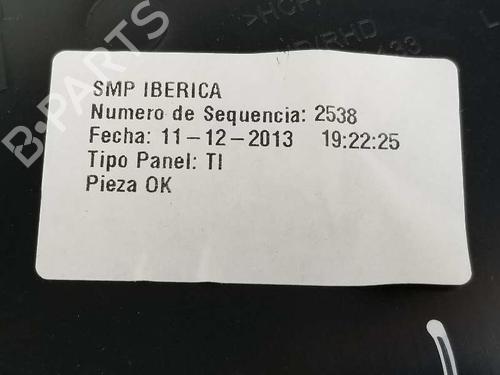 SMP IBERICA
Numero de Sequencia: 2538
Fecha: 11-12-2013 19:22:25
Tipo Panel: TI
Pieza OK
B-PARTS
/RHD